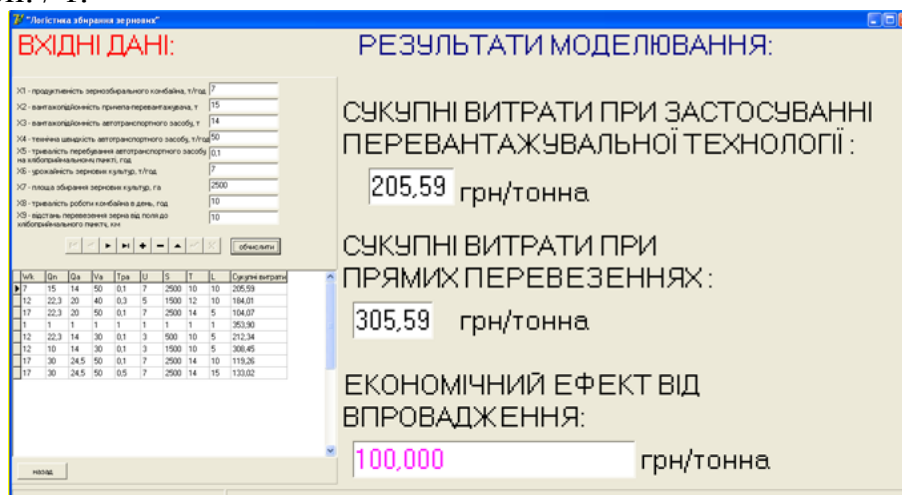 "Логістика збирання зернових"
ВХІДНІ ДАНІ:
X1 - продуктивність зернозбирального комбайна, т/год 7
X2 - вантажопідйомність причепа-перевантажувача, т 15
X3 - вантажопідйомність автотранспортного засобу, т 14
X4 - технічна швидкість автотранспортного засобу, т/год 50
X5 - тривалість перебування автотранспортного засобу
на хлібоприймальному пункті, год 0,1
X6 - урожайність зернових культур, т/год 7
X7 - площа збирання зернових культур, га 2500
X8 - тривалість роботи комбайна в день, год 10
X9 - відстань перевезення зерна від поля до
хлібоприймального пункту, км 10
обчислити
Wk Qn Qa Va Tpa U S T L Сукупні витрати
7 15 14 50 0,1 7 2500 10 10 205,59
12 22,3 20 40 0,3 5 1500 12 10 184,01
17 22,3 20 50 0,1 7 2500 14 5 104,07
1 1 1 1 1 1 1 1 1 353,90
12 22,3 14 30 0,1 3 500 10 5 212,34
12 10 14 30 0,1 3 1500 10 5 308,45
17 30 24,5 50 0,1 7 2500 14 10 119,26
17 30 24,5 50 0,5 7 2500 14 15 133,02
назад
РЕЗУЛЬТАТИ МОДЕЛЮВАННЯ:
СУКУПНІ ВИТРАТИ ПРИ ЗАСТОСУВАННІ
ПЕРЕВАНТАЖУВАЛЬНОЇ ТЕХНОЛОГІЇ :
205,59 грн/тонна
СУКУПНІ ВИТРАТИ ПРИ
ПРЯМИХ ПЕРЕВЕЗЕННЯХ :
305,59 грн/тонна
ЕКОНОМІЧНИЙ ЕФЕКТ ВІД
ВПРОВАДЖЕННЯ:
100,000 грн/тонна